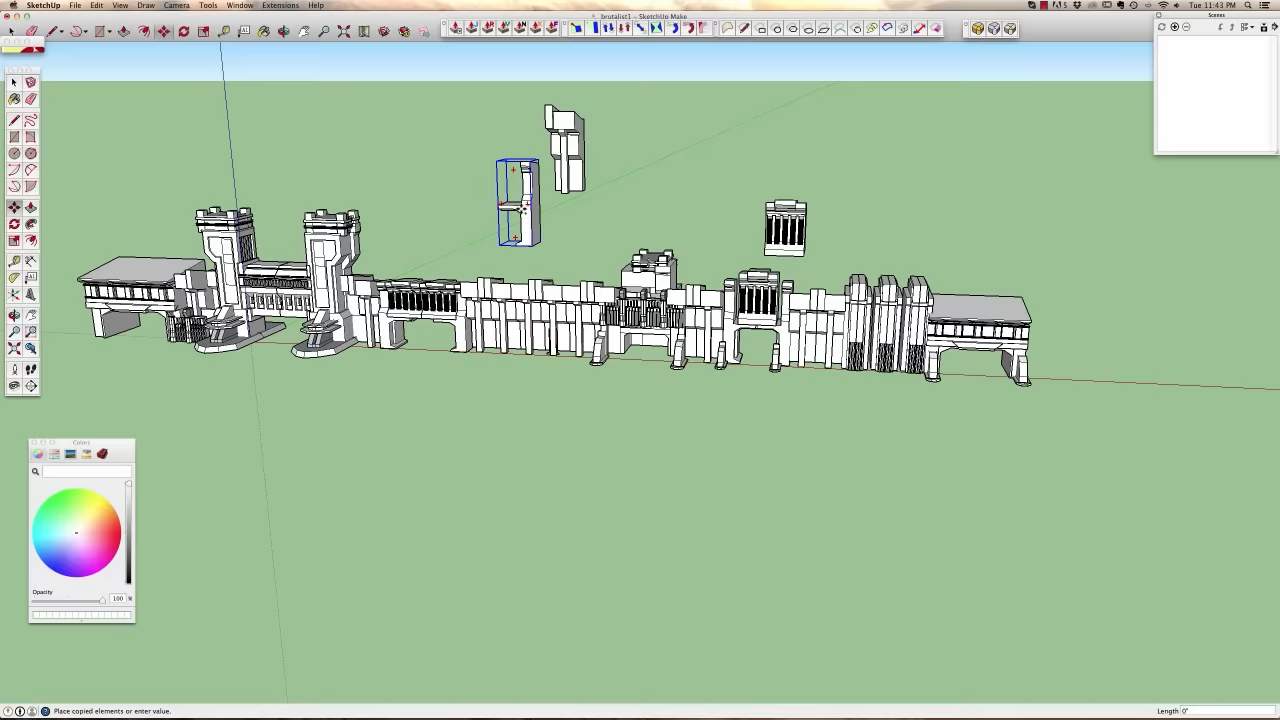 SketchUp File Edit View Draw Camera Tools Window Extensions Help
Tue 11:43 PM
brutalist1 - SketchUp Make
Scenes
Colors
Opacity
100 %
Place copied elements or enter value.
Length 0"